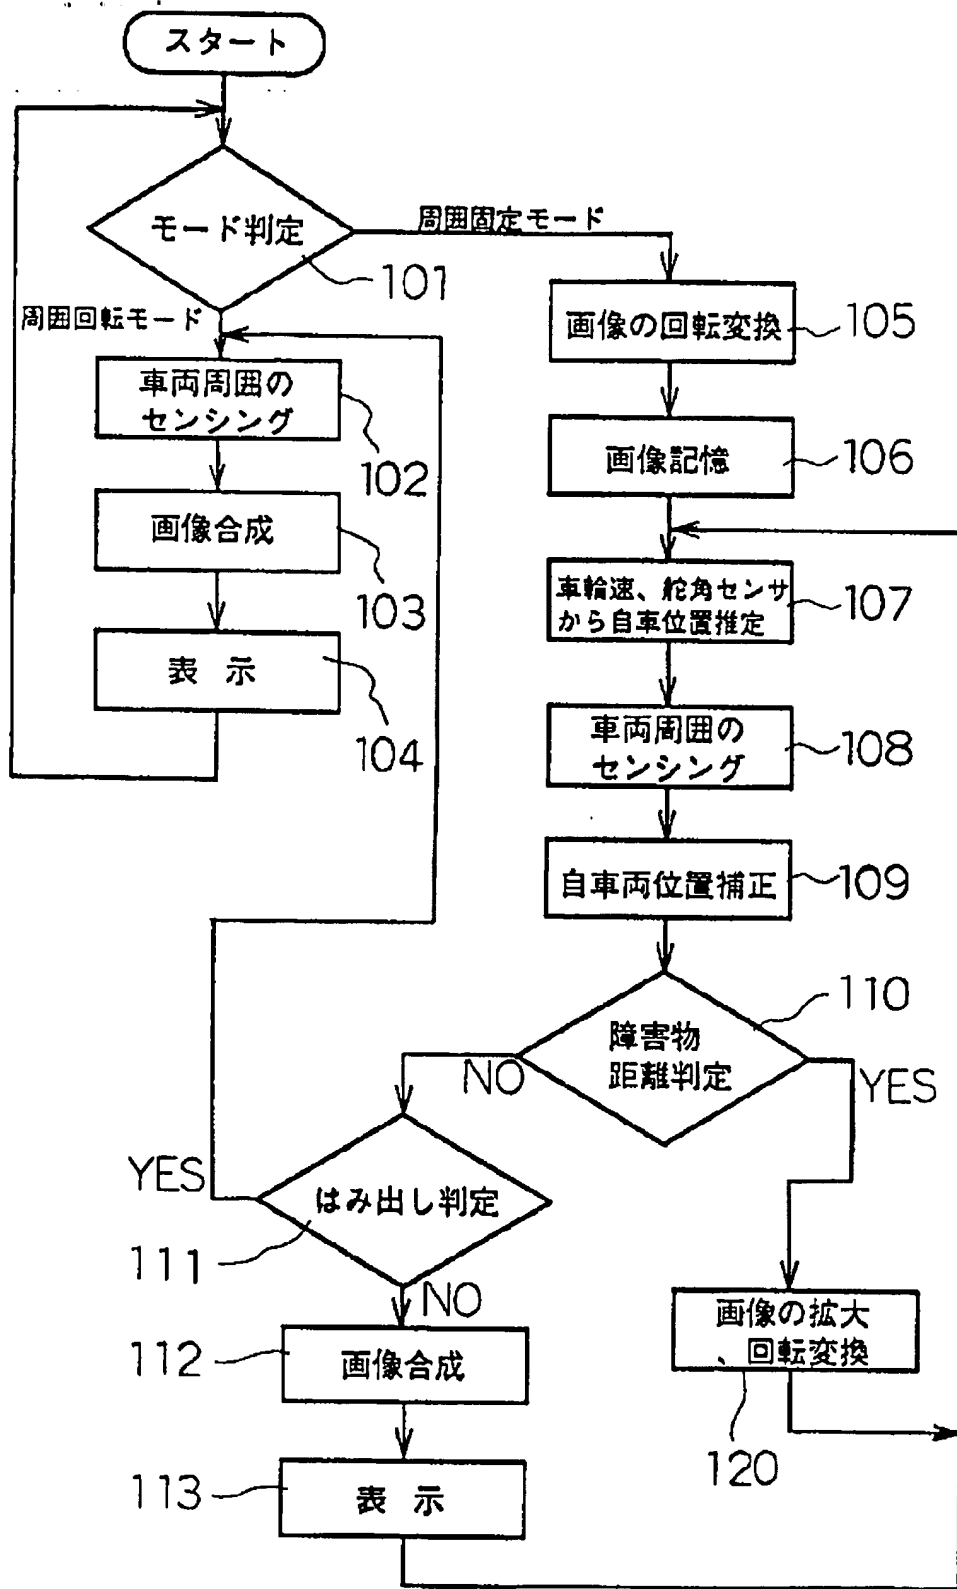 スタート
モード判定
101
周囲固定モード
周囲回転モード
車両周囲の
センシング
102
画像合成
103
表 示
104
画像の回転変換
105
画像記憶
106
車輪速、舵角センサ
から自車位置推定
107
車両周囲の
センシング
108
自車両位置補正
109
障害物
距離判定
110
NO
YES
はみ出し判定
111
YES
NO
画像の拡大
、回転変換
120
画像合成
112
表 示
113